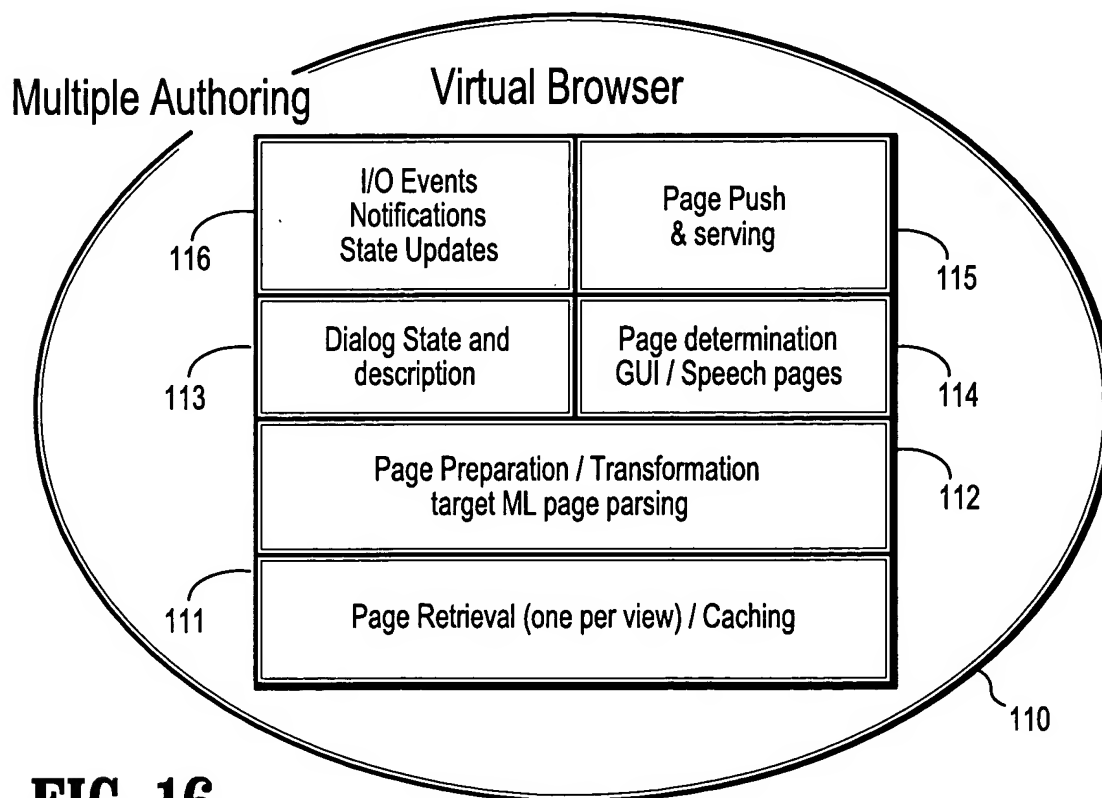 Multiple Authoring
Virtual Browser
I/O Events
Notifications
State Updates
Page Push
& serving
116
115
Dialog State and
description
Page determination
GUI / Speech pages
113
114
Page Preparation / Transformation
target ML page parsing
112
111
Page Retrieval (one per view) / Caching
110
FIG. 16